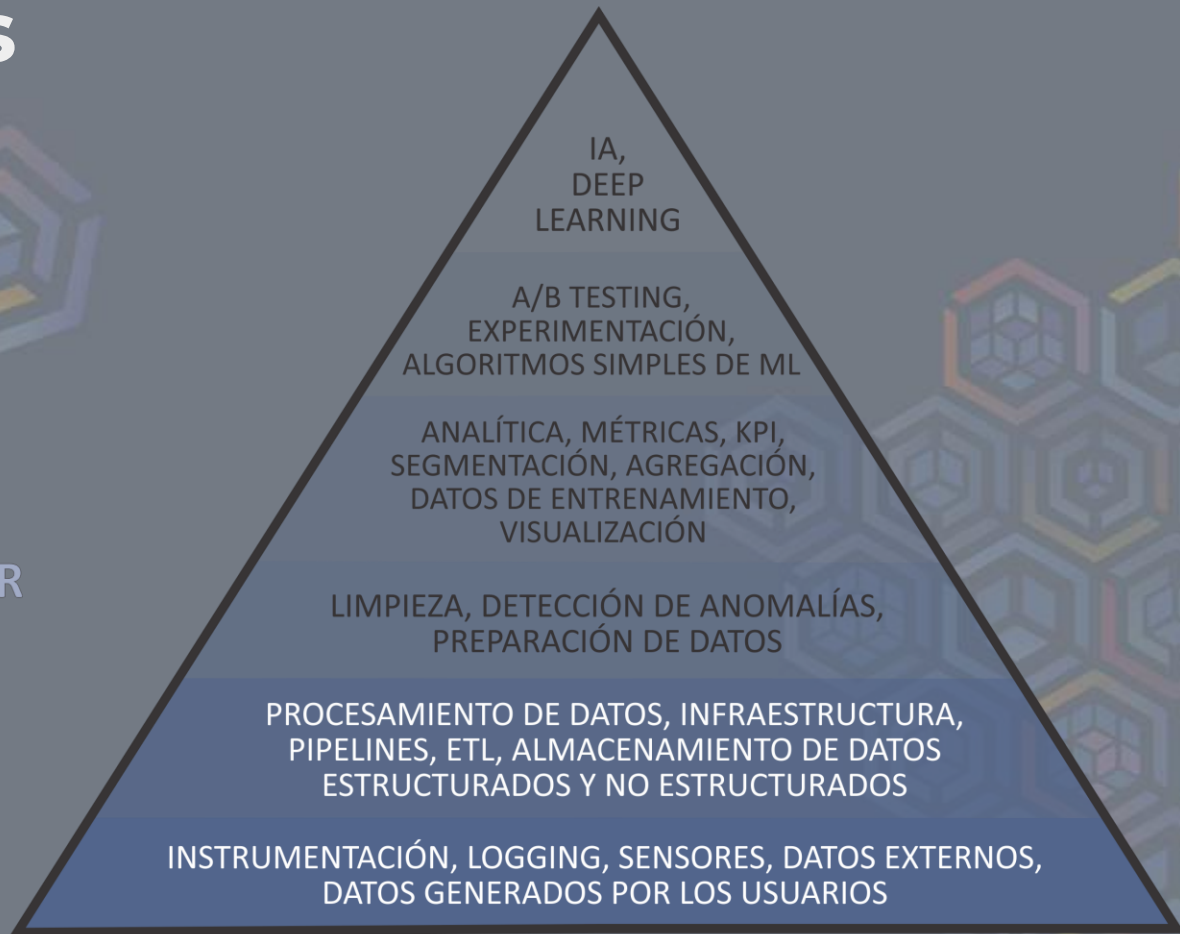 S
IA,
DEEP
LEARNING
A/B TESTING,
EXPERIMENTACIÓN,
ALGORITMOS SIMPLES DE ML
ANALÍTICA, MÉTRICAS, KPI,
SEGMENTACIÓN, AGREGACIÓN,
DATOS DE ENTRENAMIENTO,
VISUALIZACIÓN
R
LIMPIEZA, DETECCIÓN DE ANOMALÍAS,
PREPARACIÓN DE DATOS
PROCESAMIENTO DE DATOS, INFRAESTRUCTURA,
PIPELINES, ETL, ALMACENAMIENTO DE DATOS
ESTRUCTURADOS Y NO ESTRUCTURADOS
INSTRUMENTACIÓN, LOGGING, SENSORES, DATOS EXTERNOS,
DATOS GENERADOS POR LOS USUARIOS